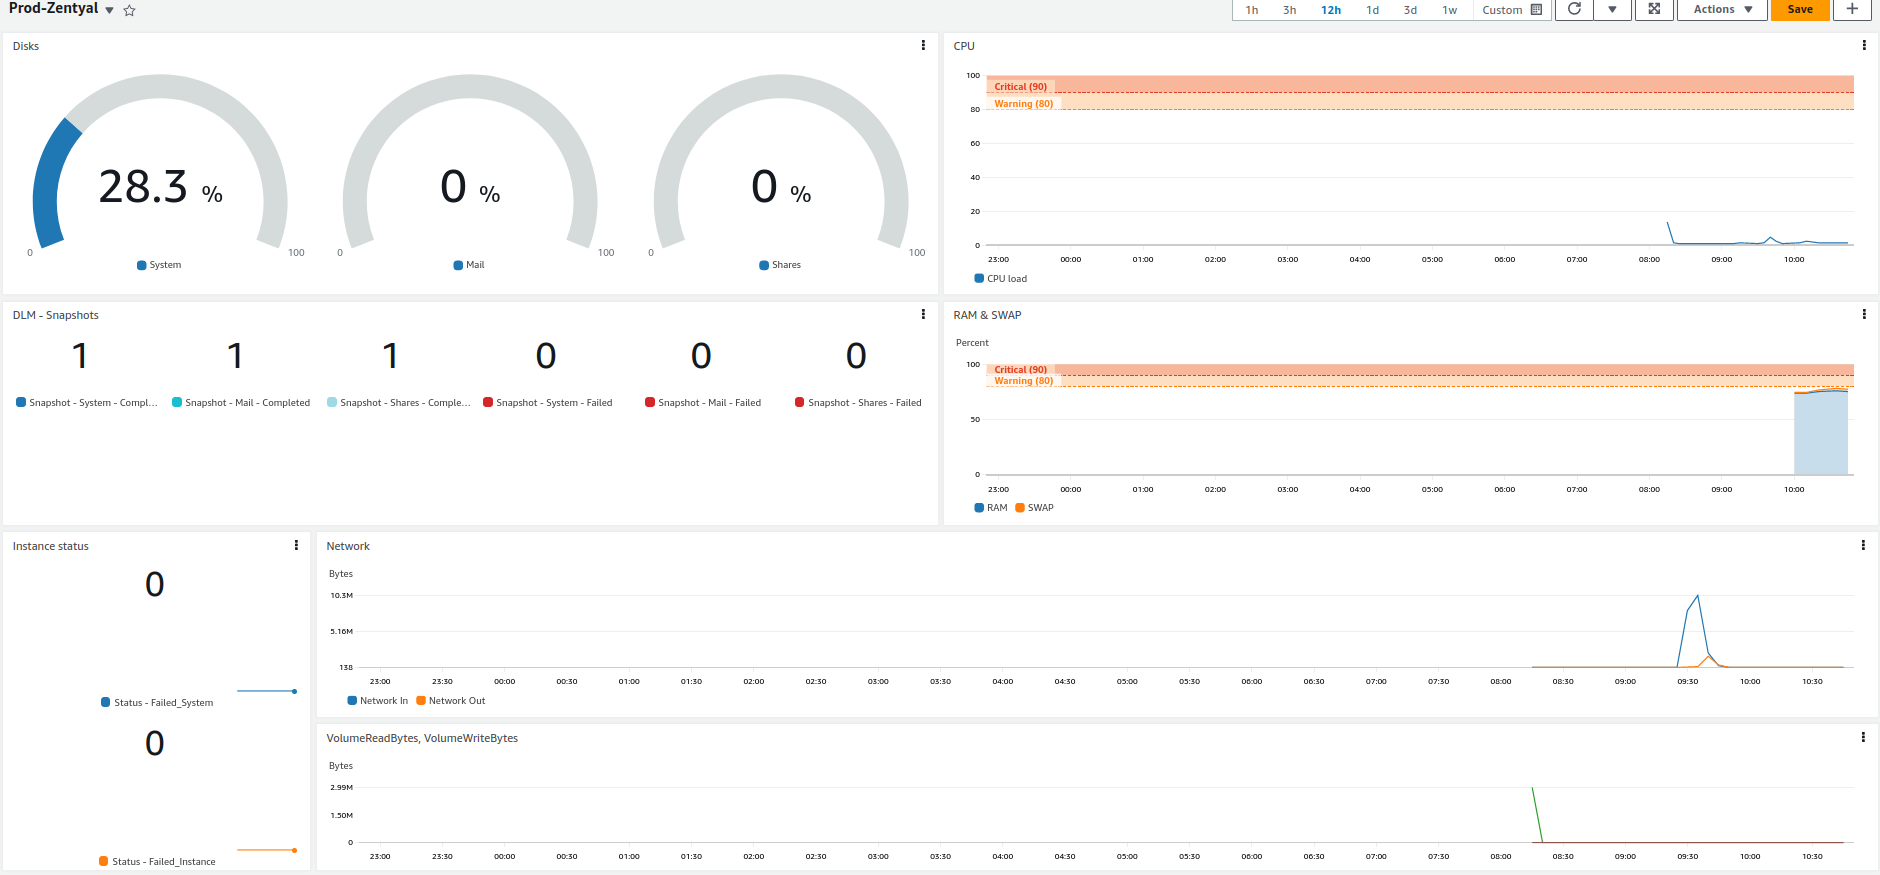 Prod-Zentyal
1h 3h 12h 1d 3d 1w Custom Actions Save
Disks
28.3 %
0 100
System
0 %
0 100
Mail
0 %
0 100
Shares
CPU
100
Critical (90)
Warning (80)
80
60
40
20
0
23:00 00:00 01:00 02:00 03:00 04:00 05:00 06:00 07:00 08:00 09:00 10:00
CPU load
DLM - Snapshots
1 1 1 0 0 0
Snapshot - System - Compl... Snapshot - Mail - Completed Snapshot - Shares - Comple... Snapshot - System - Failed Snapshot - Mail - Failed Snapshot - Shares - Failed
RAM & SWAP
Percent
100
Critical (90)
Warning (80)
50
0
23:00 00:00 01:00 02:00 03:00 04:00 05:00 06:00 07:00 08:00 09:00 10:00
RAM SWAP
Instance status
0
Status - Failed_System
0
Status - Failed_Instance
Network
Bytes
10.3M
5.16M
138
23:00 23:30 00:00 00:30 01:00 01:30 02:00 02:30 03:00 03:30 04:00 04:30 05:00 05:30 06:00 06:30 07:00 07:30 08:00 08:30 09:00 09:30 10:00 10:30
Network In Network Out
VolumeReadBytes, VolumeWriteBytes
Bytes
2.99M
1.50M
0
23:00 23:30 00:00 00:30 01:00 01:30 02:00 02:30 03:00 03:30 04:00 04:30 05:00 05:30 06:00 06:30 07:00 07:30 08:00 08:30 09:00 09:30 10:00 10:30